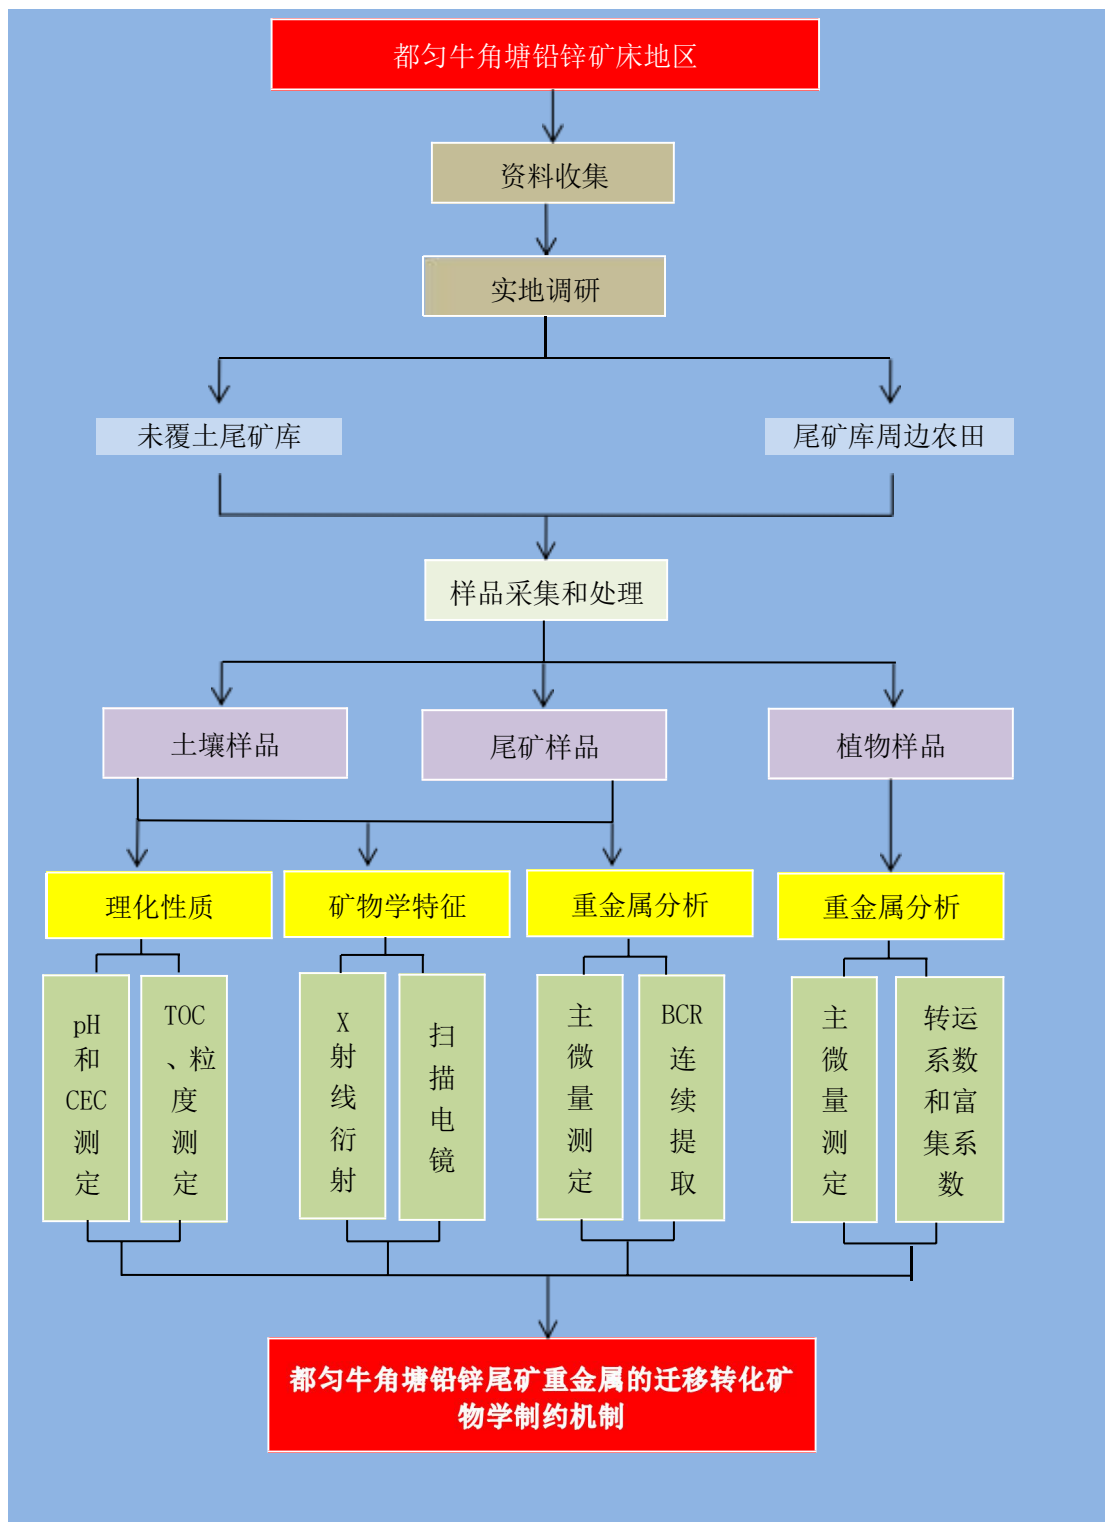 都匀牛角塘铅锌矿床地区
资料收集
实地调研
未覆土尾矿库
尾矿库周边农田
样品采集和处理
土壤样品
尾矿样品
植物样品
理化性质
矿物学特征
重金属分析
重金属分析
pH
和
CEC
测
定
TOC
、粒
度
测
定
X
射
线
衍
射
扫
描
电
镜
主
微
量
测
定
BCR
连
续
提
取
主
微
量
测
定
转运
系数
和富
集系
数
都匀牛角塘铅锌尾矿重金属的迁移转化矿
物学制约机制